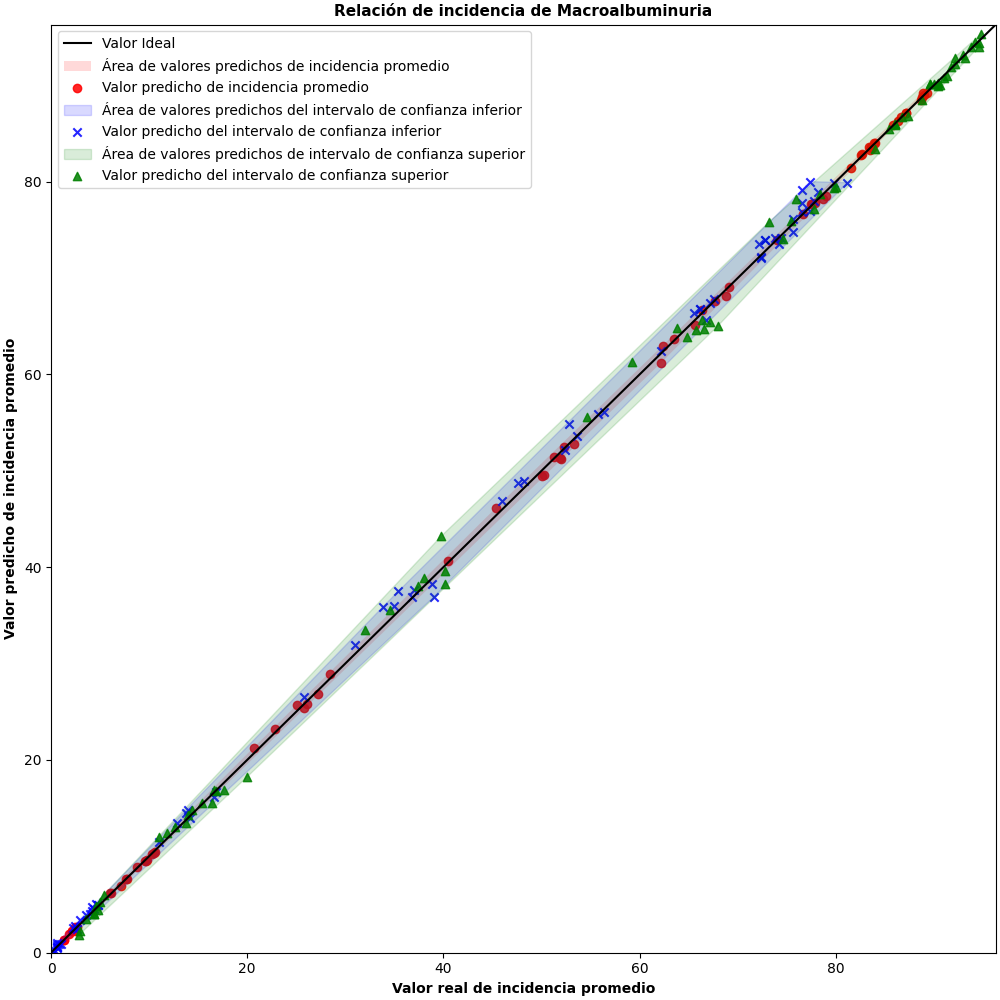 Relación de incidencia de Macroalbuminuria
Valor Ideal
Área de valores predichos de incidencia promedio
Valor predicho de incidencia promedio
Área de valores predichos del intervalo de confianza inferior
Valor predicho del intervalo de confianza inferior
Área de valores predichos de intervalo de confianza superior
Valor predicho del intervalo de confianza superior
Valor predicho de incidencia promedio
80
60
40
20
0
0 20 40 60 80
Valor real de incidencia promedio